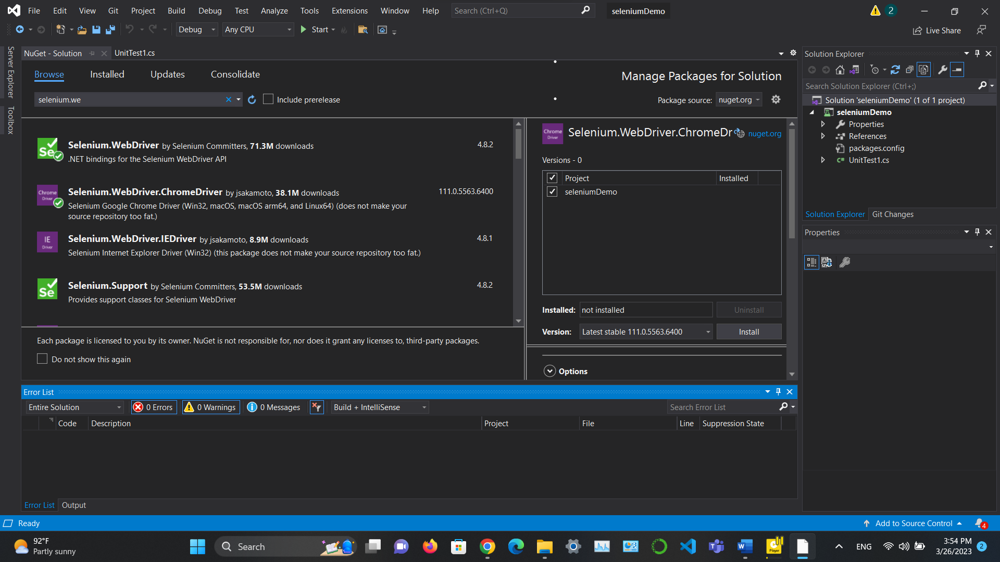 File Edit View Git Project Build Debug Test Analyze Tools Extensions Window Help Search (Ctrl+Q) seleniumDemo 2
Debug Any CPU Start Live Share
Server Explorer
Toolbox
NuGet - Solution UnitTest1.cs
Browse Installed Updates Consolidate Manage Packages for Solution
selenium.we Include prerelease Package source: nuget.org
Se
Selenium.WebDriver by Selenium Committers, 71.3M downloads 4.8.2
.NET bindings for the Selenium WebDriver API
Chrome
Driver
Selenium.WebDriver.ChromeDriver by jsakamoto, 38.1M downloads 111.0.5563.6400
Selenium Google Chrome Driver (Win32, macOS, macOS arm64, and Linux64) (does not make your
source repository too fat.)
IE
Driver
Selenium.WebDriver.IEDriver by jsakamoto, 8.9M downloads 4.8.1
Selenium Internet Explorer Driver (Win32) (this package does not make your source repository too fat.)
Se
Selenium.Support by Selenium Committers, 53.5M downloads 4.8.2
Provides support classes for Selenium WebDriver
Each package is licensed to you by its owner. NuGet is not responsible for, nor does it grant any licenses to, third-party packages.
Do not show this again
Chrome
Driver
Selenium.WebDriver.ChromeDr nuget.org
Versions - 0
Project Installed
seleniumDemo
Installed: not installed Uninstall
Version: Latest stable 111.0.5563.6400 Install
Options
Solution Explorer
Search Solution Explorer (Ctrl+;)
Solution 'seleniumDemo' (1 of 1 project)
seleniumDemo
Properties
References
packages.config
C# UnitTest1.cs
Solution Explorer Git Changes
Properties
Error List
Entire Solution 0 Errors 0 Warnings 0 Messages Build + IntelliSense Search Error List
Code Description Project File Line Suppression State
Error List Output
Ready Add to Source Control 4
92°F
Partly sunny
Search
Player
ENG
3:54 PM
3/26/2023
2